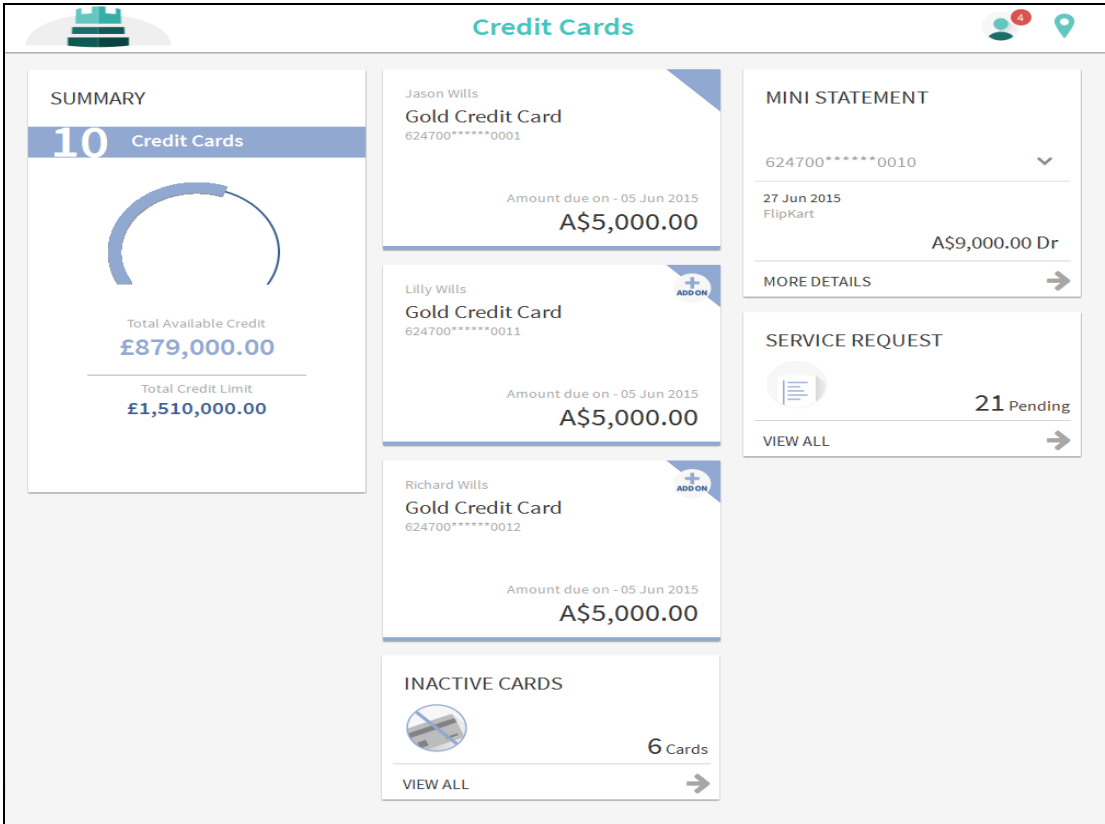 Credit Cards
4
SUMMARY
10 Credit Cards
Total Available Credit
£879,000.00
Total Credit Limit
£1,510,000.00
Jason Wills
Gold Credit Card
624700******0001
Amount due on - 05 Jun 2015
A$5,000.00
Lilly Wills
ADD ON
Gold Credit Card
624700******0011
Amount due on - 05 Jun 2015
A$5,000.00
Richard Wills
ADD ON
Gold Credit Card
624700******0012
Amount due on - 05 Jun 2015
A$5,000.00
INACTIVE CARDS
6 Cards
VIEW ALL
MINI STATEMENT
624700******0010
27 Jun 2015
FlipKart
A$9,000.00 Dr
MORE DETAILS
SERVICE REQUEST
21 Pending
VIEW ALL